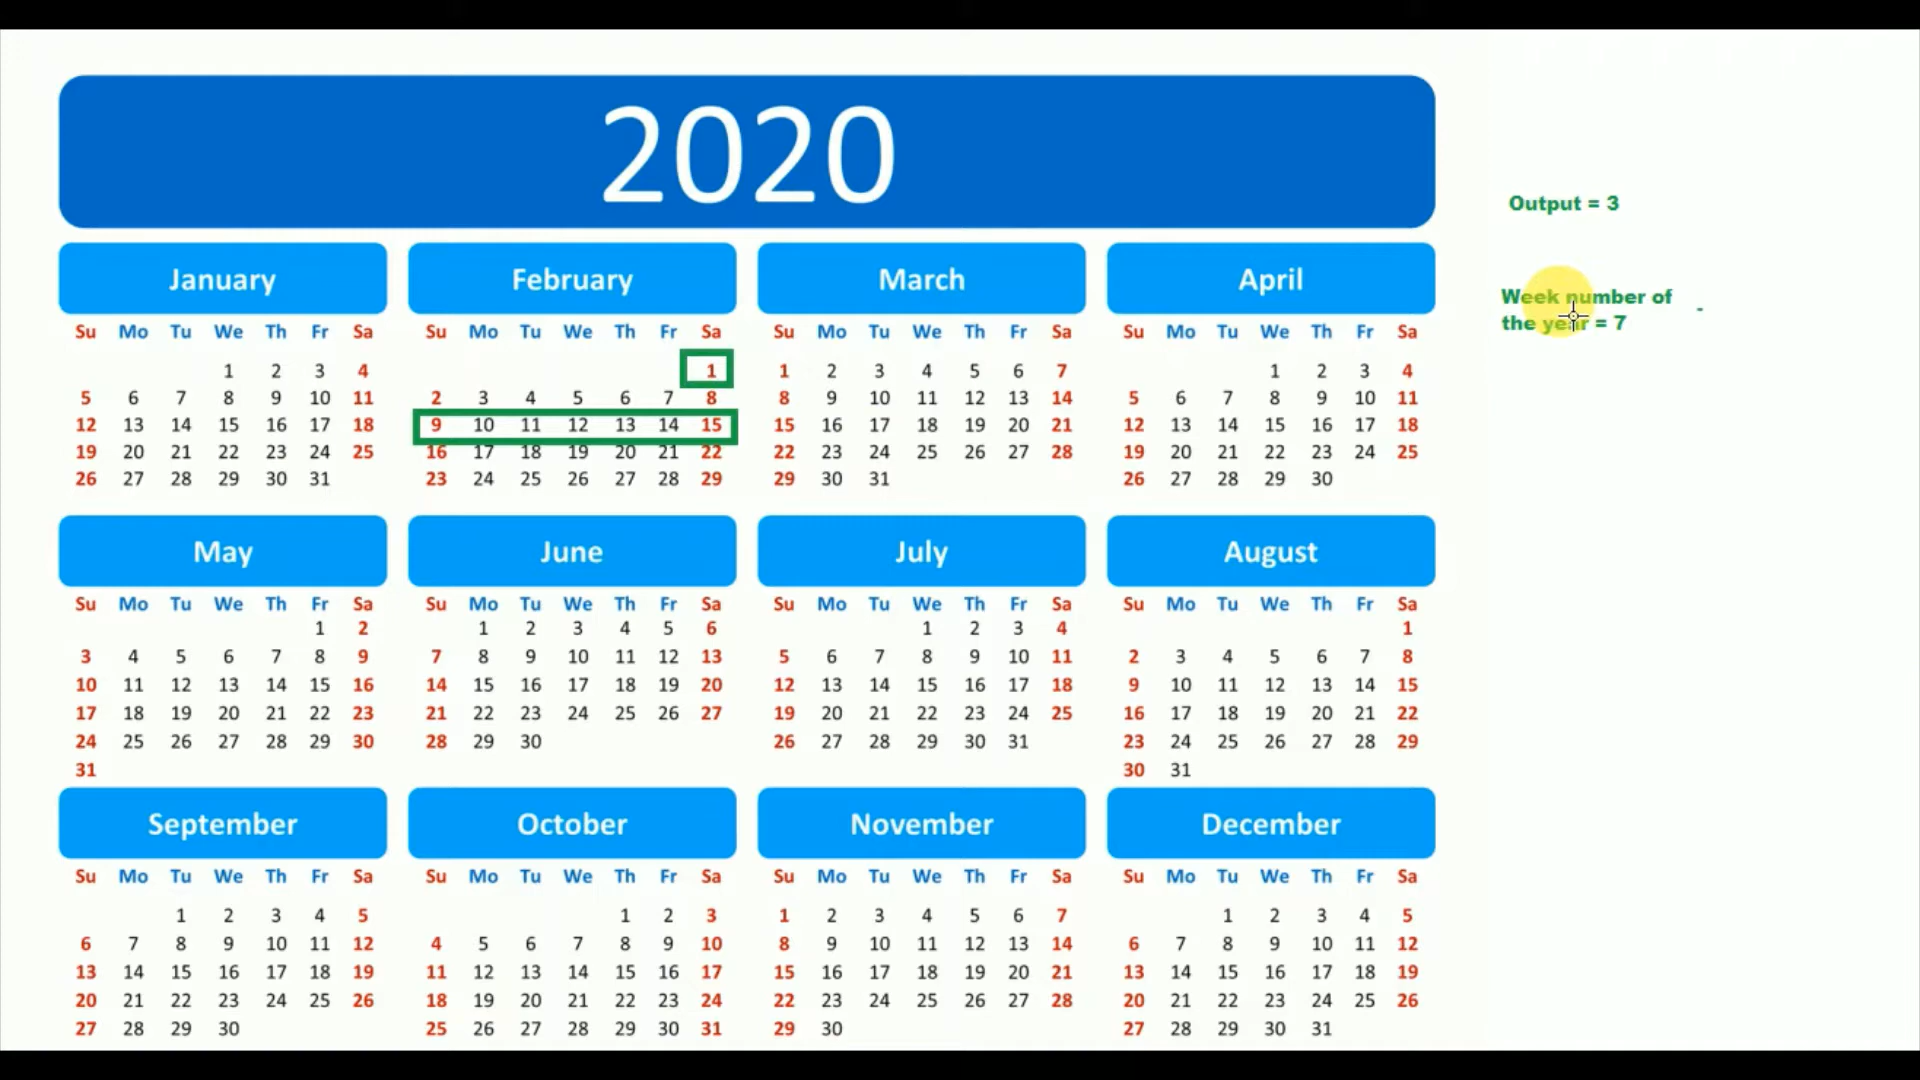 2020
Output = 3
Week number of
the year = 7
-
January February March April
Su Mo Tu We Th Fr Sa Su Mo Tu We Th Fr Sa Su Mo Tu We Th Fr Sa Su Mo Tu We Th Fr Sa
1 2 3 4 1 1 2 3 4 5 6 7 1 2 3 4
5 6 7 8 9 10 11 2 3 4 5 6 7 8 8 9 10 11 12 13 14 5 6 7 8 9 10 11
12 13 14 15 16 17 18 9 10 11 12 13 14 15 15 16 17 18 19 20 21 12 13 14 15 16 17 18
19 20 21 22 23 24 25 16 17 18 19 20 21 22 22 23 24 25 26 27 28 19 20 21 22 23 24 25
26 27 28 29 30 31 23 24 25 26 27 28 29 29 30 31 26 27 28 29 30
May June July August
Su Mo Tu We Th Fr Sa Su Mo Tu We Th Fr Sa Su Mo Tu We Th Fr Sa Su Mo Tu We Th Fr Sa
1 2 1 2 3 4 5 6 1 2 3 4 1
3 4 5 6 7 8 9 7 8 9 10 11 12 13 5 6 7 8 9 10 11 2 3 4 5 6 7 8
10 11 12 13 14 15 16 14 15 16 17 18 19 20 12 13 14 15 16 17 18 9 10 11 12 13 14 15
17 18 19 20 21 22 23 21 22 23 24 25 26 27 19 20 21 22 23 24 25 16 17 18 19 20 21 22
24 25 26 27 28 29 30 28 29 30 26 27 28 29 30 31 23 24 25 26 27 28 29
31 30 31
September October November December
Su Mo Tu We Th Fr Sa Su Mo Tu We Th Fr Sa Su Mo Tu We Th Fr Sa Su Mo Tu We Th Fr Sa
1 2 3 4 5 1 2 3 1 2 3 4 5 6 7 1 2 3 4 5
6 7 8 9 10 11 12 4 5 6 7 8 9 10 8 9 10 11 12 13 14 6 7 8 9 10 11 12
13 14 15 16 17 18 19 11 12 13 14 15 16 17 15 16 17 18 19 20 21 13 14 15 16 17 18 19
20 21 22 23 24 25 26 18 19 20 21 22 23 24 22 23 24 25 26 27 28 20 21 22 23 24 25 26
27 28 29 30 25 26 27 28 29 30 31 29 30 27 28 29 30 31